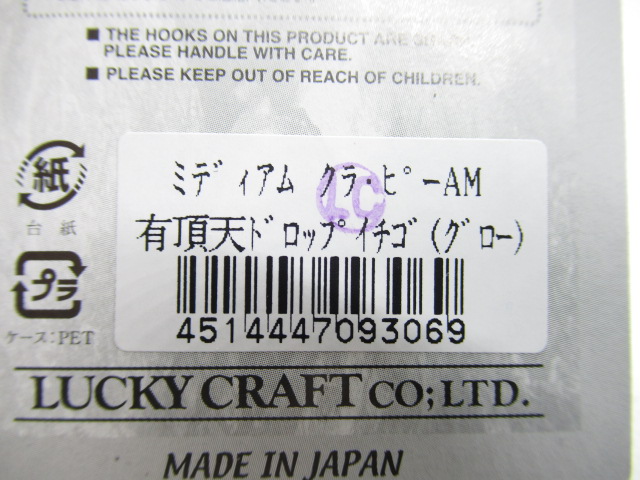 ■ THE HOOKS ON THIS PRODUCT ARE SHARP
PLEASE HANDLE WITH CARE.
■ PLEASE KEEP OUT OF REACH OF CHILDREN.
紙
台紙
プラ
ケース:PET
ミディアム クラ・ピーAM
LC
有頂天ドロップイチゴ(グロー)
4514447093069
LUCKY CRAFT CO;LTD.
MADE IN JAPAN